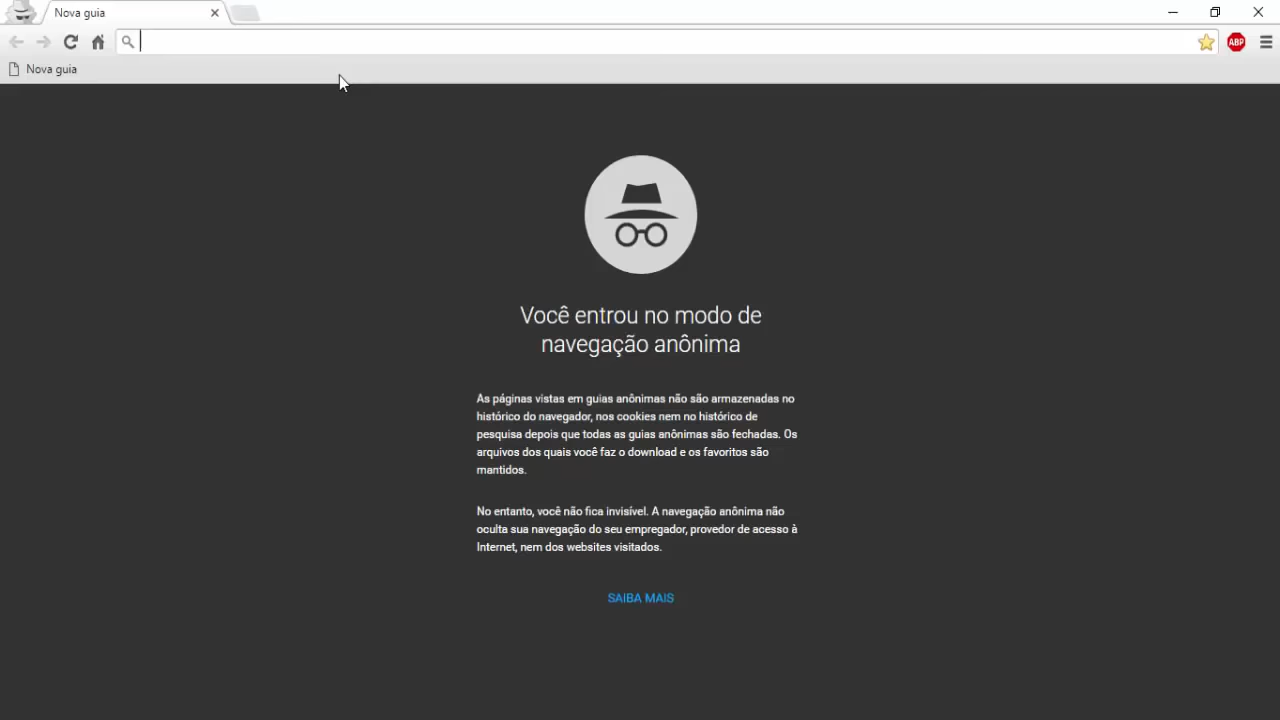 Nova guia
ABP
Nova guia
Você entrou no modo de
navegação anônima
As páginas vistas em guias anônimas não são armazenadas no
histórico do navegador, nos cookies nem no histórico de
pesquisa depois que todas as guias anônimas são fechadas. Os
arquivos dos quais você faz o download e os favoritos são
mantidos.
No entanto, você não fica invisível. A navegação anônima não
oculta sua navegação do seu empregador, provedor de acesso à
Internet, nem dos websites visitados.
SAIBA MAIS